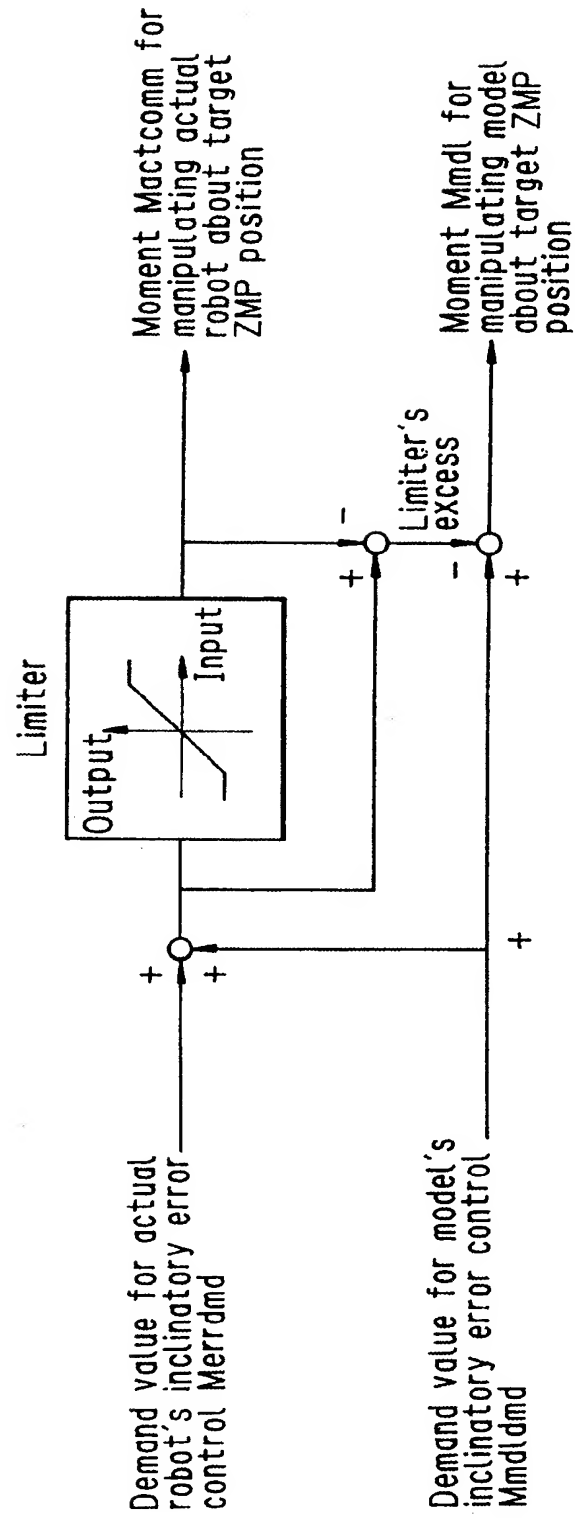 Limiter
Output
Input
Demand value for actual
robot's inclinatory error
control Merrdmd
+
+
Moment Mactcomm for
manipulating actual
robot about target
ZMP position
-
+
Limiter's
excess
-
+
Demand value for model's
inclinatory error control
Mmdldmd
+
Moment Mmdl for
manipulating model
about target ZMP
position